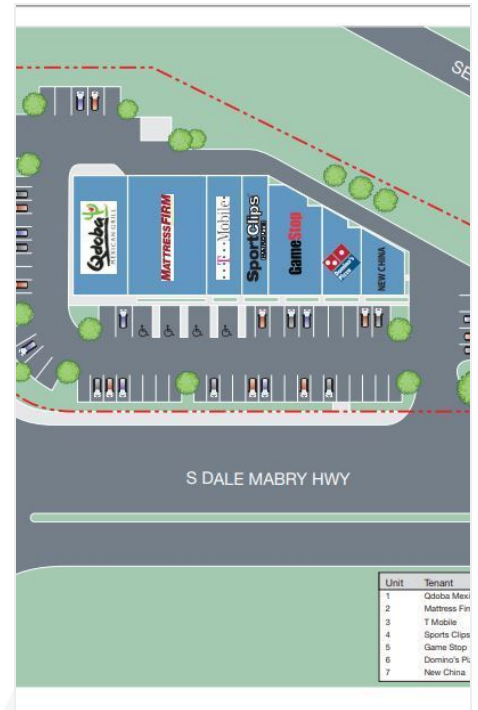 SE
Qdoba
MEXICAN GRILL
MATTRESSFIRM
T Mobile
SportClips
HAIRCUTS
GameStop
Domino's
Pizza
NEW CHINA
S DALE MABRY HWY
Unit Tenant
1 Qdoba Mexi
2 Mattress Fir
3 T Mobile
4 Sports Clips
5 Game Stop
6 Domino's Pi
7 New China